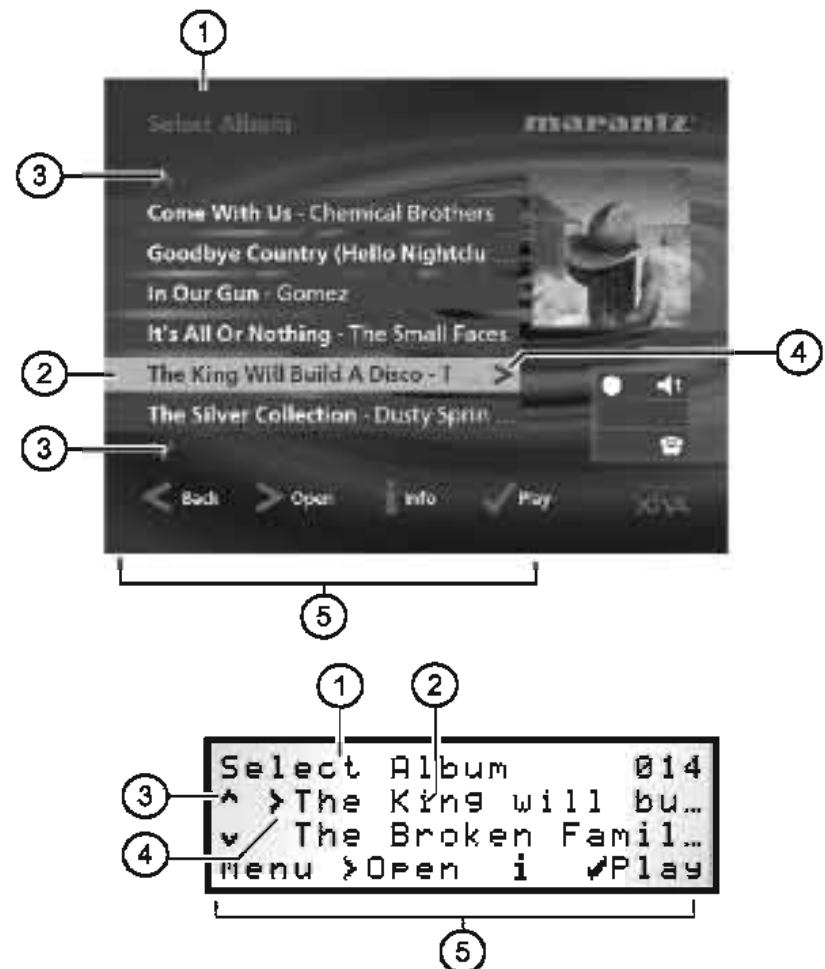 1
Select Album marantz
3
Come With Us - Chemical Brothers
Goodbye Country (Hello Nightclu ...
In Our Gun - Gomez
It's All Or Nothing - The Small Faces
2 The King Will Build A Disco - T > 4
The Silver Collection - Dusty Sprin ...
3
< Back > Open i Info ✓ Play XiVA
5
1 2
Select Album 014
3 ^ >The King will bu…
4 v The Broken Famil…
Menu >Open i ✓Play
5